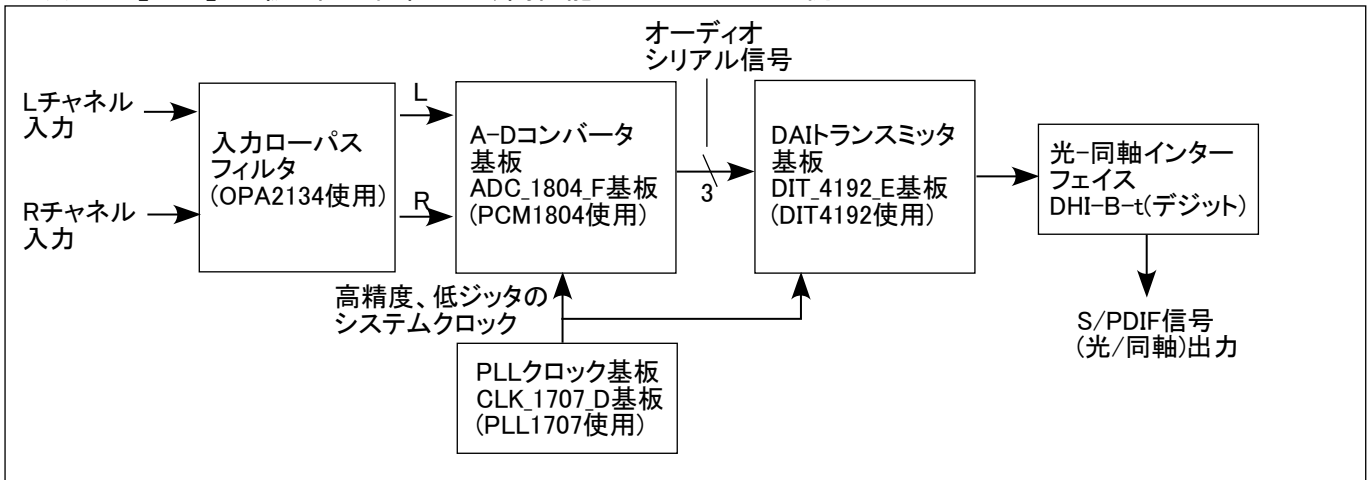 オーディオ
シリアル信号
Lチャネル
入力
Rチャネル
入力
入力ローパス
フィルタ
(OPA2134使用)
L
R
A-Dコンバータ
基板
ADC_1804_F基板
(PCM1804使用)
3
DAIトランスミッタ
基板
DIT_4192_E基板
(DIT4192使用)
光-同軸インター
フェイス
DHI-B-t(デジット)
高精度、低ジッタの
システムクロック
PLLクロック基板
CLK_1707_D基板
(PLL1707使用)
S/PDIF信号
(光/同軸)出力